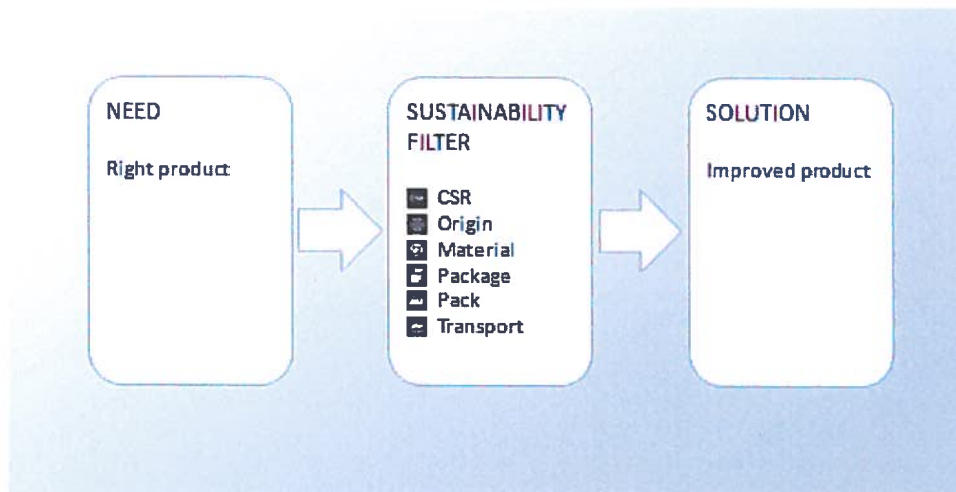 NEED
Right product
SUSTAINABILITY
FILTER
CSR
Origin
Material
Package
Pack
Transport
SOLUTION
Improved product